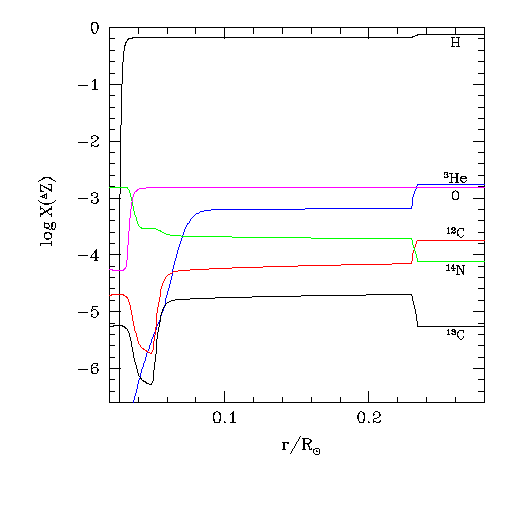 0
H
−1
−2
³He
−3
O
log X(ᴬZ)
¹²C
−4
¹⁴N
−5
¹³C
−6
0.1
0.2
r/R⊙